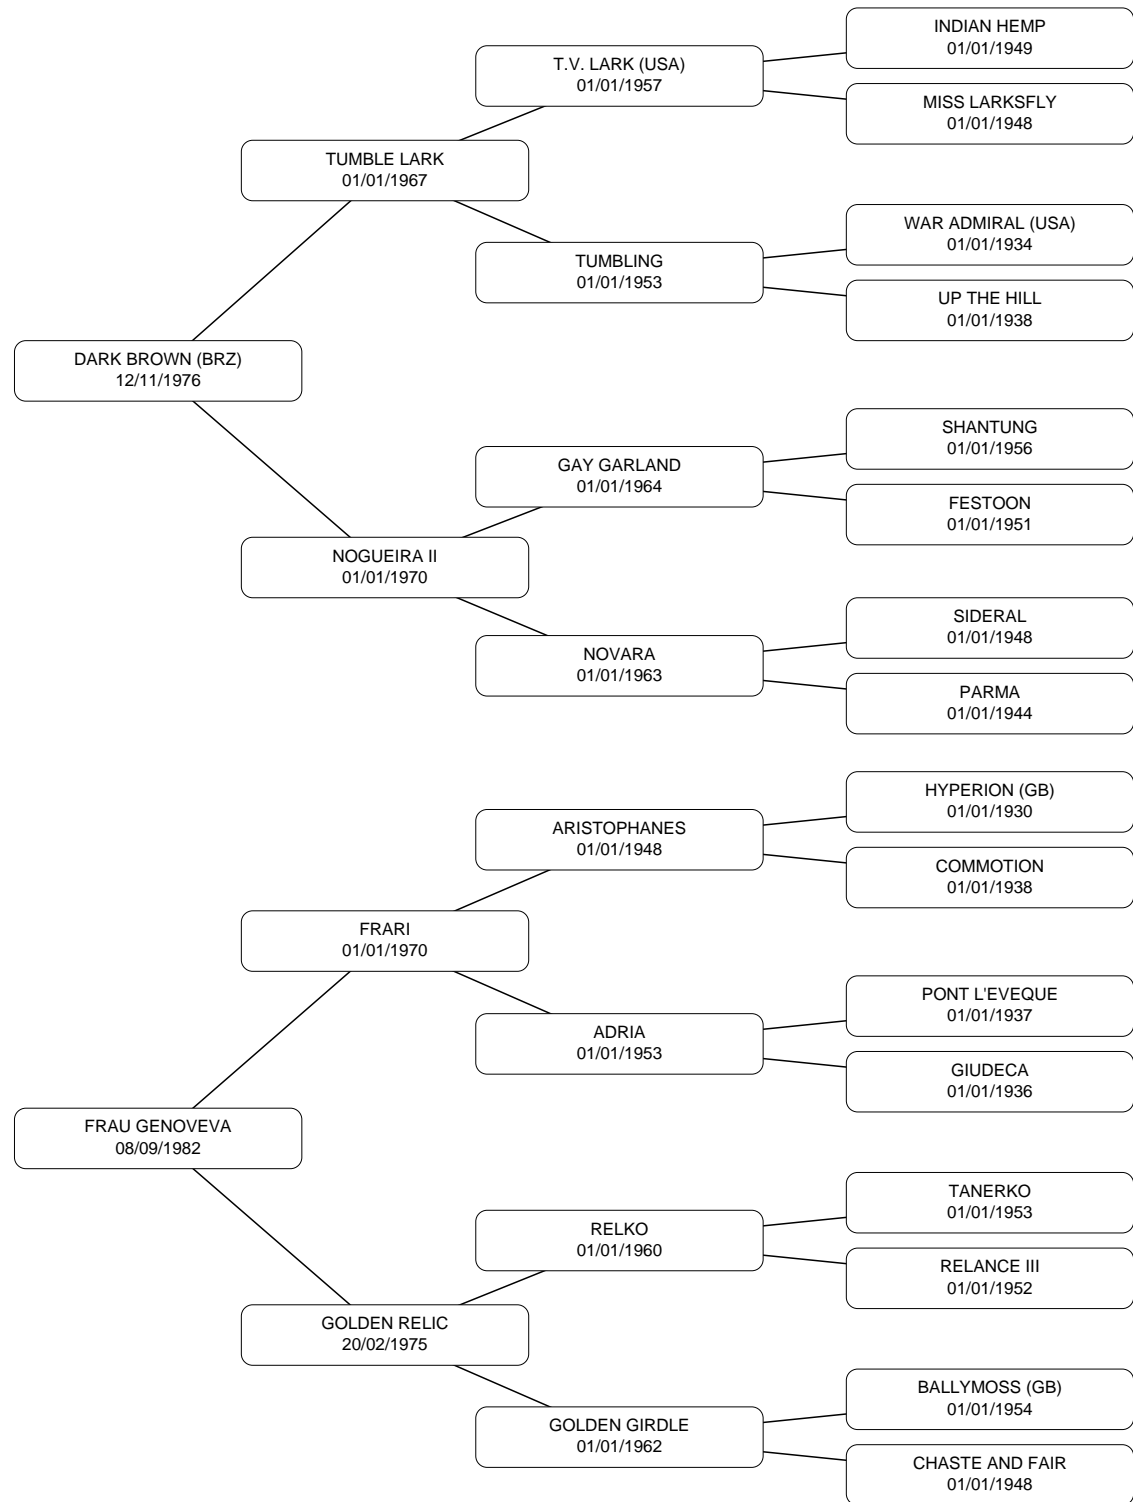 INDIAN HEMP
01/01/1949
T.V. LARK (USA)
01/01/1957
MISS LARKSFLY
01/01/1948
TUMBLE LARK
01/01/1967
WAR ADMIRAL (USA)
01/01/1934
TUMBLING
01/01/1953
UP THE HILL
01/01/1938
DARK BROWN (BRZ)
12/11/1976
SHANTUNG
01/01/1956
GAY GARLAND
01/01/1964
FESTOON
01/01/1951
NOGUEIRA II
01/01/1970
SIDERAL
01/01/1948
NOVARA
01/01/1963
PARMA
01/01/1944
HYPERION (GB)
01/01/1930
ARISTOPHANES
01/01/1948
COMMOTION
01/01/1938
FRARI
01/01/1970
PONT L'EVEQUE
01/01/1937
ADRIA
01/01/1953
GIUDECA
01/01/1936
FRAU GENOVEVA
08/09/1982
TANERKO
01/01/1953
RELKO
01/01/1960
RELANCE III
01/01/1952
GOLDEN RELIC
20/02/1975
BALLYMOSS (GB)
01/01/1954
GOLDEN GIRDLE
01/01/1962
CHASTE AND FAIR
01/01/1948